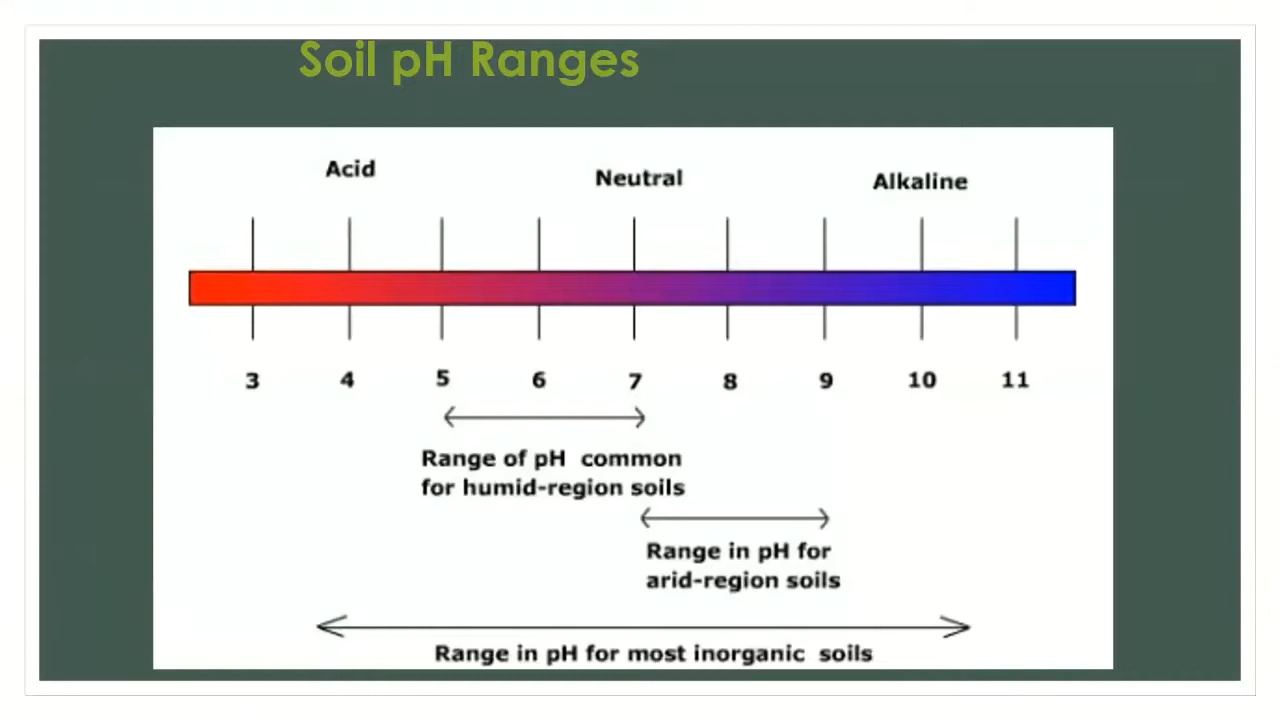 Soil pH Ranges
Acid
Neutral
Alkaline
3 4 5 6 7 8 9 10 11
Range of pH common
for humid-region soils
Range in pH for
arid-region soils
Range in pH for most inorganic soils